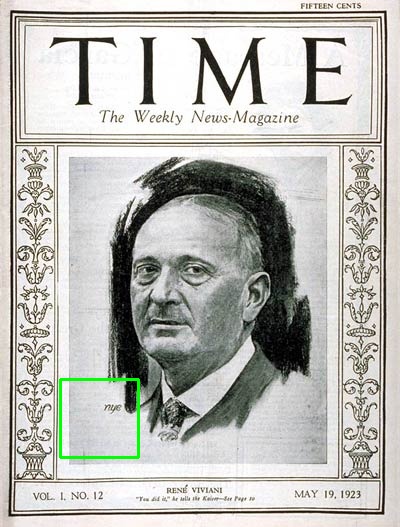 FIFTEEN CENTS
TIME
The Weekly News-Magazine
nye
VOL. I, NO. 12
RENÉ VIVIANI
"You did it," he tells the Kaiser—See Page 10
MAY 19, 1923